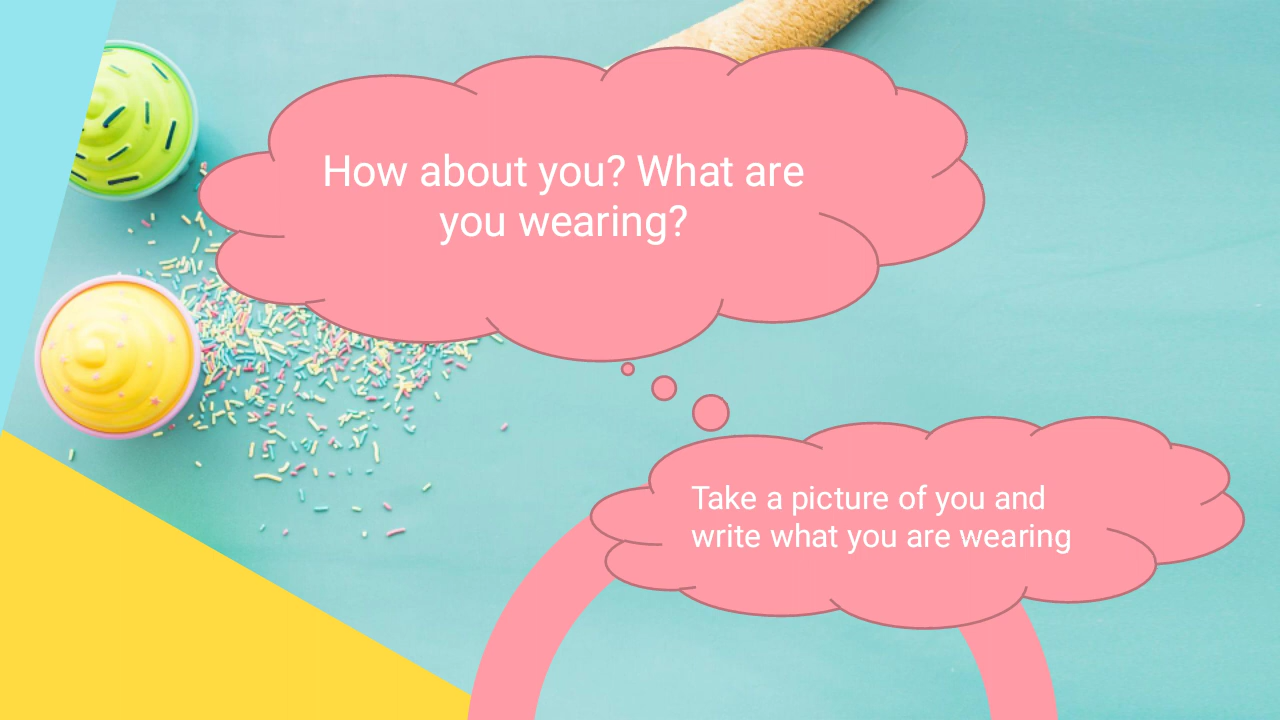 How about you? What are
you wearing?
Take a picture of you and
write what you are wearing